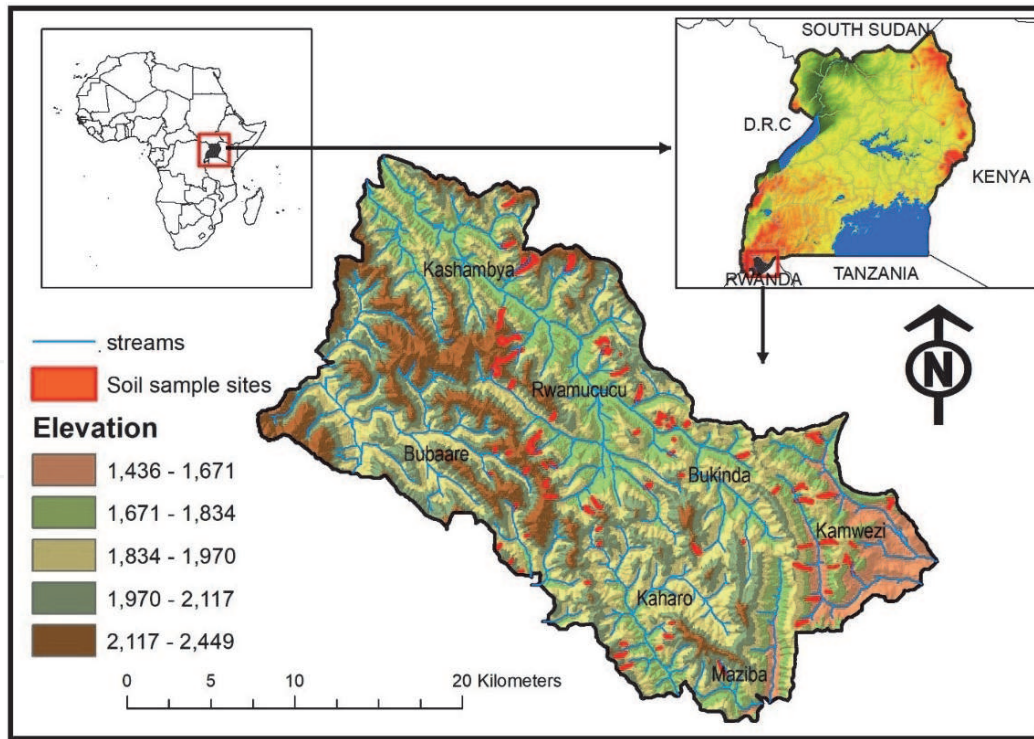 SOUTH SUDAN
D.R.C
KENYA
RWANDA
TANZANIA
N
Kashambya
Rwamucucu
Bubaare
Bukinda
Kamwezi
Kaharo
Maziba
streams
Soil sample sites
Elevation
1,436 - 1,671
1,671 - 1,834
1,834 - 1,970
1,970 - 2,117
2,117 - 2,449
0 5 10 20 Kilometers